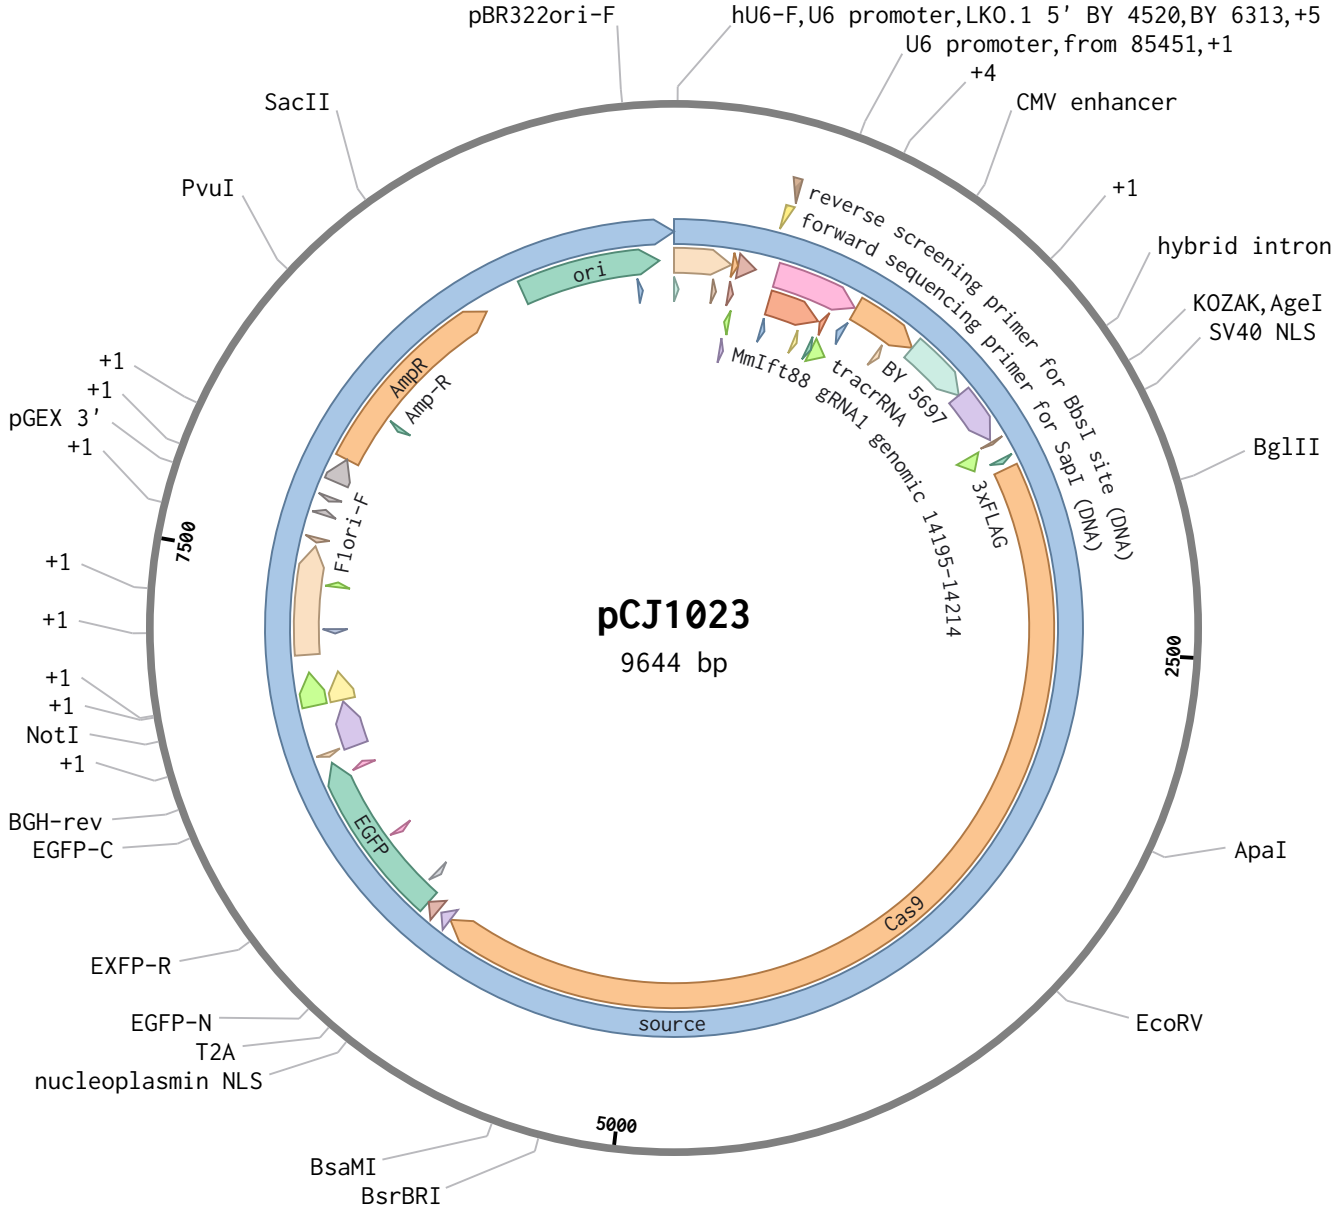 pBR322ori-F
hU6-F,U6 promoter,LKO.1 5' BY 4520,BY 6313,+5
U6 promoter,from 85451,+1
+4
SacII
CMV enhancer
PvuI
+1
reverse screening primer for BbsI site (DNA)
forward sequencing primer for SapI (DNA)
hybrid intron
ori
KOZAK,AgeI
SV40 NLS
MmIft88 gRNA1 genomic 14195-14214
tracrRNA
BY 5697
+1
AmpR
Amp-R
+1
pGEX 3'
+1
BglII
3xFLAG
F1ori-F
7500
+1
pCJ1023
+1
9644 bp
2500
+1
+1
NotI
+1
BGH-rev
EGFP
EGFP-C
ApaI
Cas9
EXFP-R
EGFP-N
source
EcoRV
T2A
nucleoplasmin NLS
5000
BsaMI
BsrBRI